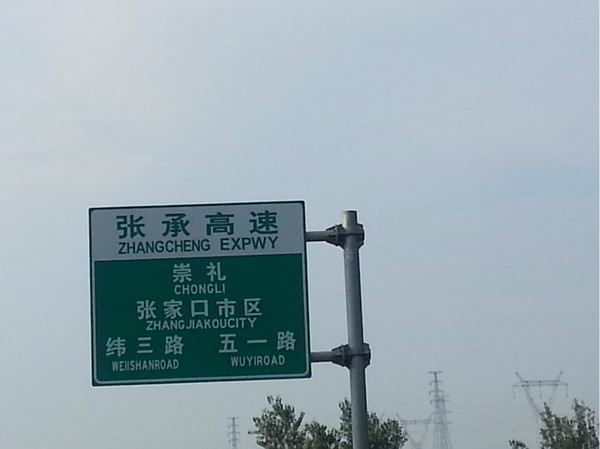 张承高速
ZHANGCHENG EXPWY
崇礼
CHONGLI
张家口市区
ZHANGJIAKOUCITY
纬三路 五一路
WEIISHANROAD WUYIROAD